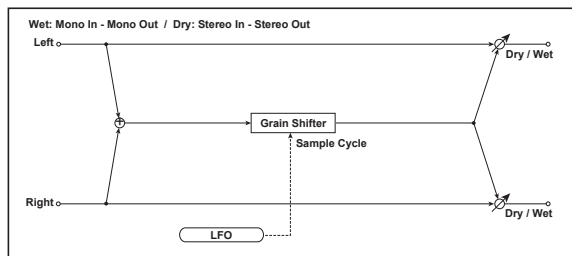 Wet: Mono In - Mono Out / Dry: Stereo In - Stereo Out
Left
Dry / Wet
Grain Shifter
Sample Cycle
Right
Dry / Wet
LFO